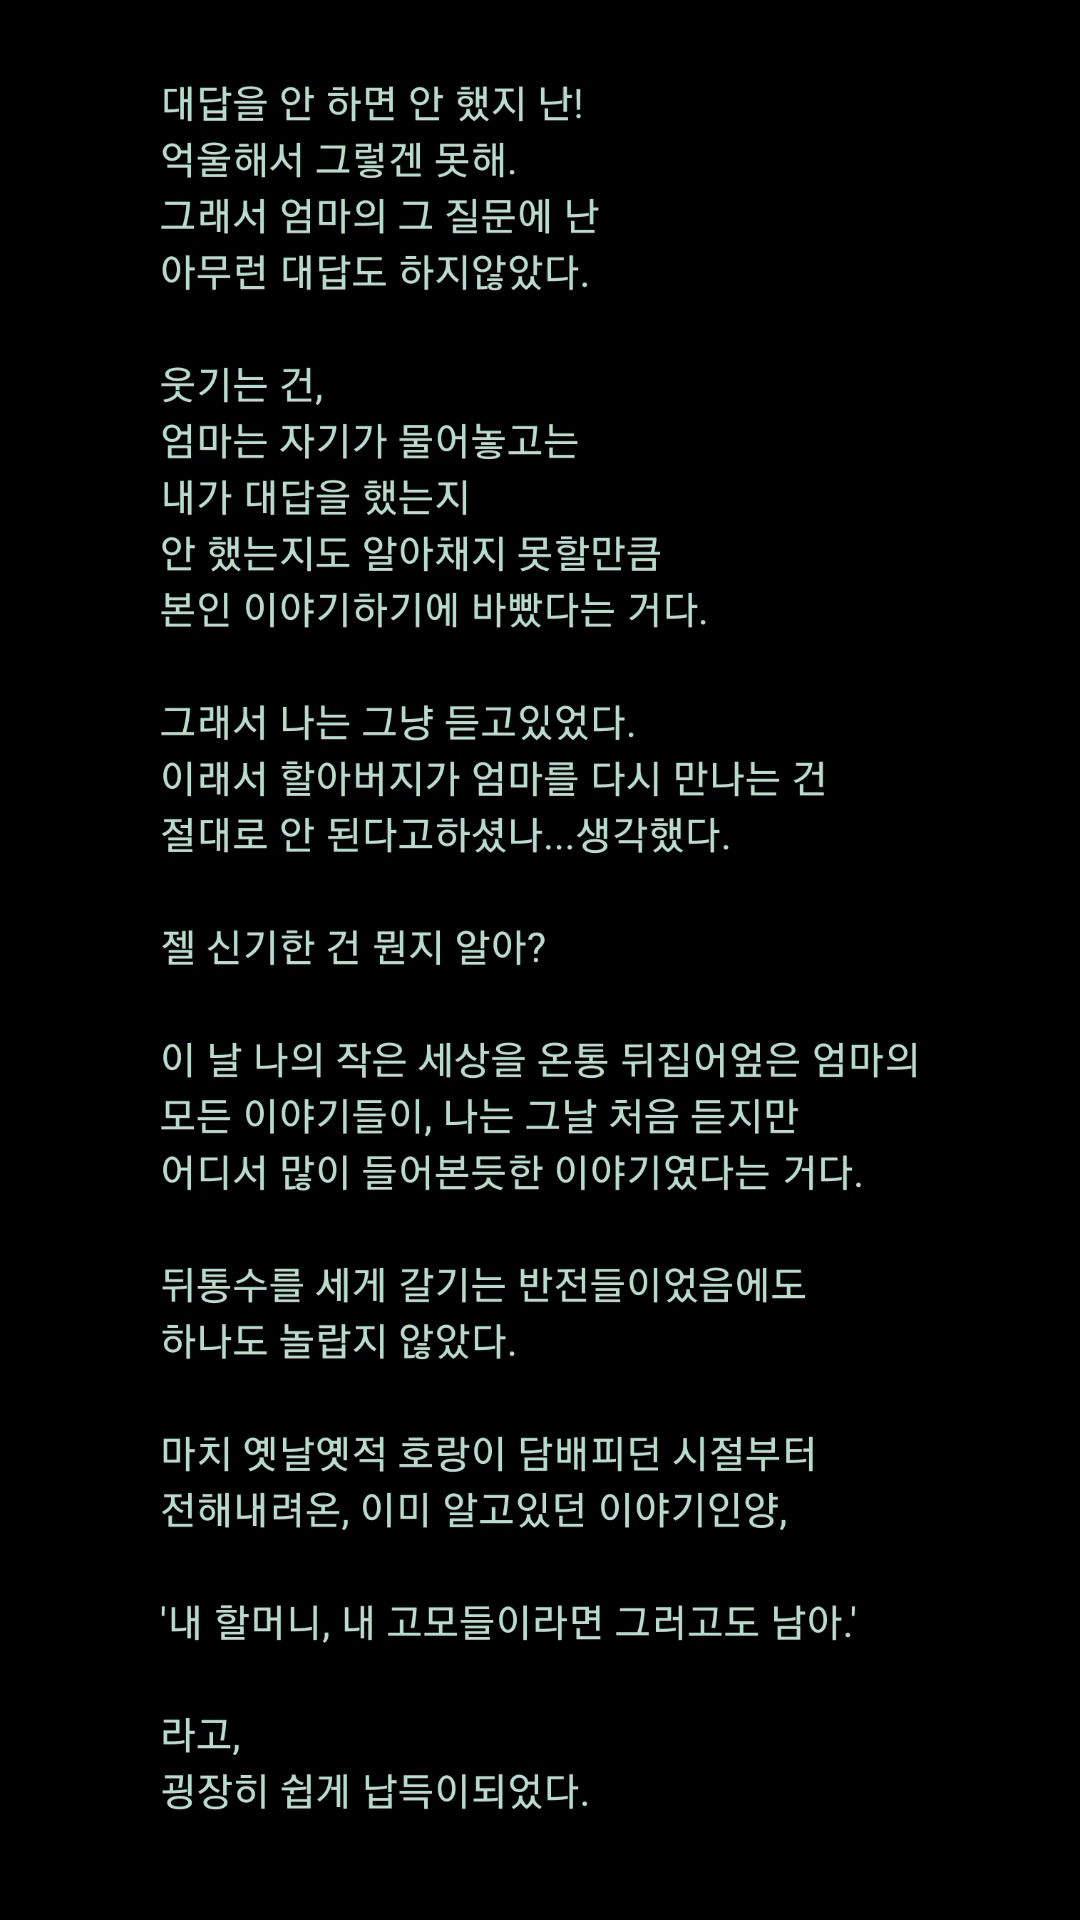 대답을 안 하면 안 했지 난!
억울해서 그렇겐 못해.
그래서 엄마의 그 질문에 난
아무런 대답도 하지않았다.
웃기는 건,
엄마는 자기가 물어놓고는
내가 대답을 했는지
안 했는지도 알아채지 못할만큼
본인 이야기하기에 바빴다는 거다.
그래서 나는 그냥 듣고있었다.
이래서 할아버지가 엄마를 다시 만나는 건
절대로 안 된다고하셨나...생각했다.
젤 신기한 건 뭔지 알아?
이 날 나의 작은 세상을 온통 뒤집어엎은 엄마의
모든 이야기들이, 나는 그날 처음 듣지만
어디서 많이 들어본듯한 이야기였다는 거다.
뒤통수를 세게 갈기는 반전들이었음에도
하나도 놀랍지 않았다.
마치 옛날옛적 호랑이 담배피던 시절부터
전해내려온, 이미 알고있던 이야기인양,
'내 할머니, 내 고모들이라면 그러고도 남아.'
라고,
굉장히 쉽게 납득이되었다.